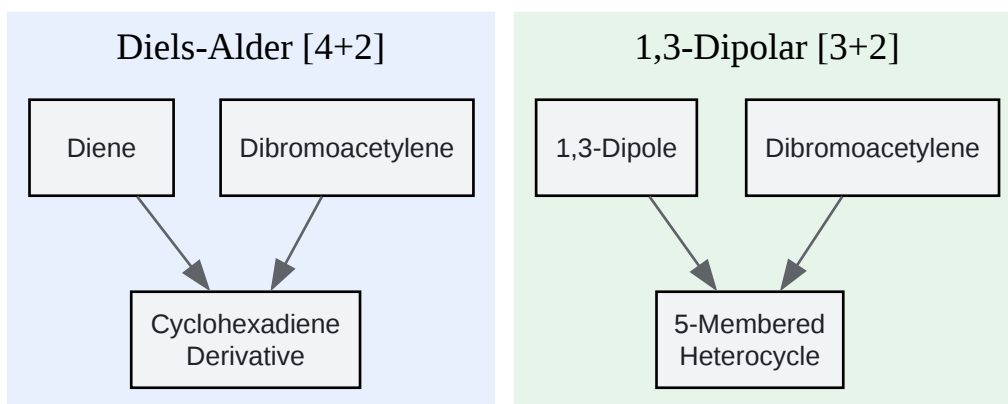 Diels-Alder [4+2]
Diene
Dibromoacetylene
Cyclohexadiene
Derivative
1,3-Dipolar [3+2]
1,3-Dipole
Dibromoacetylene
5-Membered
Heterocycle